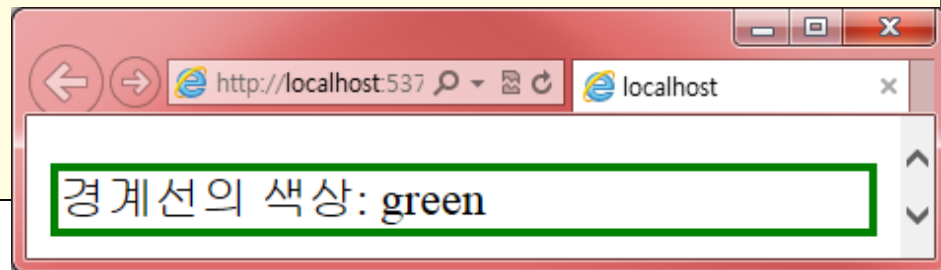 http://localhost:537
localhost
경계선의 색상: green